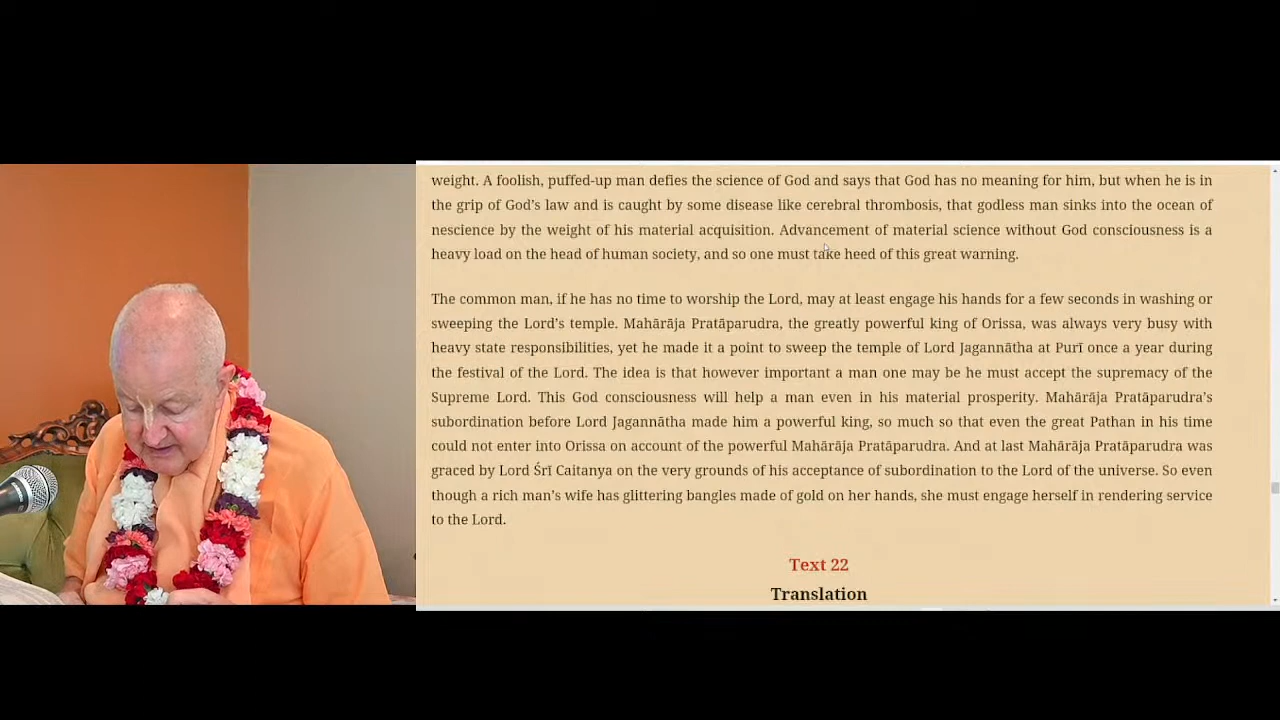 weight. A foolish, puffed-up man defies the science of God and says that God has no meaning for him, but when he is in
the grip of God’s law and is caught by some disease like cerebral thrombosis, that godless man sinks into the ocean of
nescience by the weight of his material acquisition. Advancement of material science without God consciousness is a
heavy load on the head of human society, and so one must take heed of this great warning.
The common man, if he has no time to worship the Lord, may at least engage his hands for a few seconds in washing or
sweeping the Lord’s temple. Mahārāja Pratāparudra, the greatly powerful king of Orissa, was always very busy with
heavy state responsibilities, yet he made it a point to sweep the temple of Lord Jagannātha at Purī once a year during
the festival of the Lord. The idea is that however important a man one may be he must accept the supremacy of the
Supreme Lord. This God consciousness will help a man even in his material prosperity. Mahārāja Pratāparudra’s
subordination before Lord Jagannātha made him a powerful king, so much so that even the great Pathan in his time
could not enter into Orissa on account of the powerful Mahārāja Pratāparudra. And at last Mahārāja Pratāparudra was
graced by Lord Śrī Caitanya on the very grounds of his acceptance of subordination to the Lord of the universe. So even
though a rich man’s wife has glittering bangles made of gold on her hands, she must engage herself in rendering service
to the Lord.
Text 22
Translation